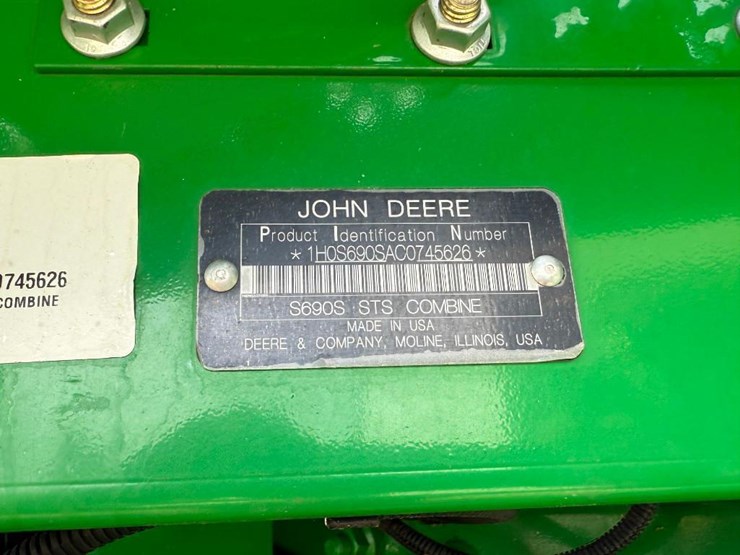 0745626
COMBINE
JOHN DEERE
Product Identification Number
*1H0S690SAC0745626*
S690S STS COMBINE
MADE IN USA
DEERE & COMPANY, MOLINE, ILLINOIS, USA